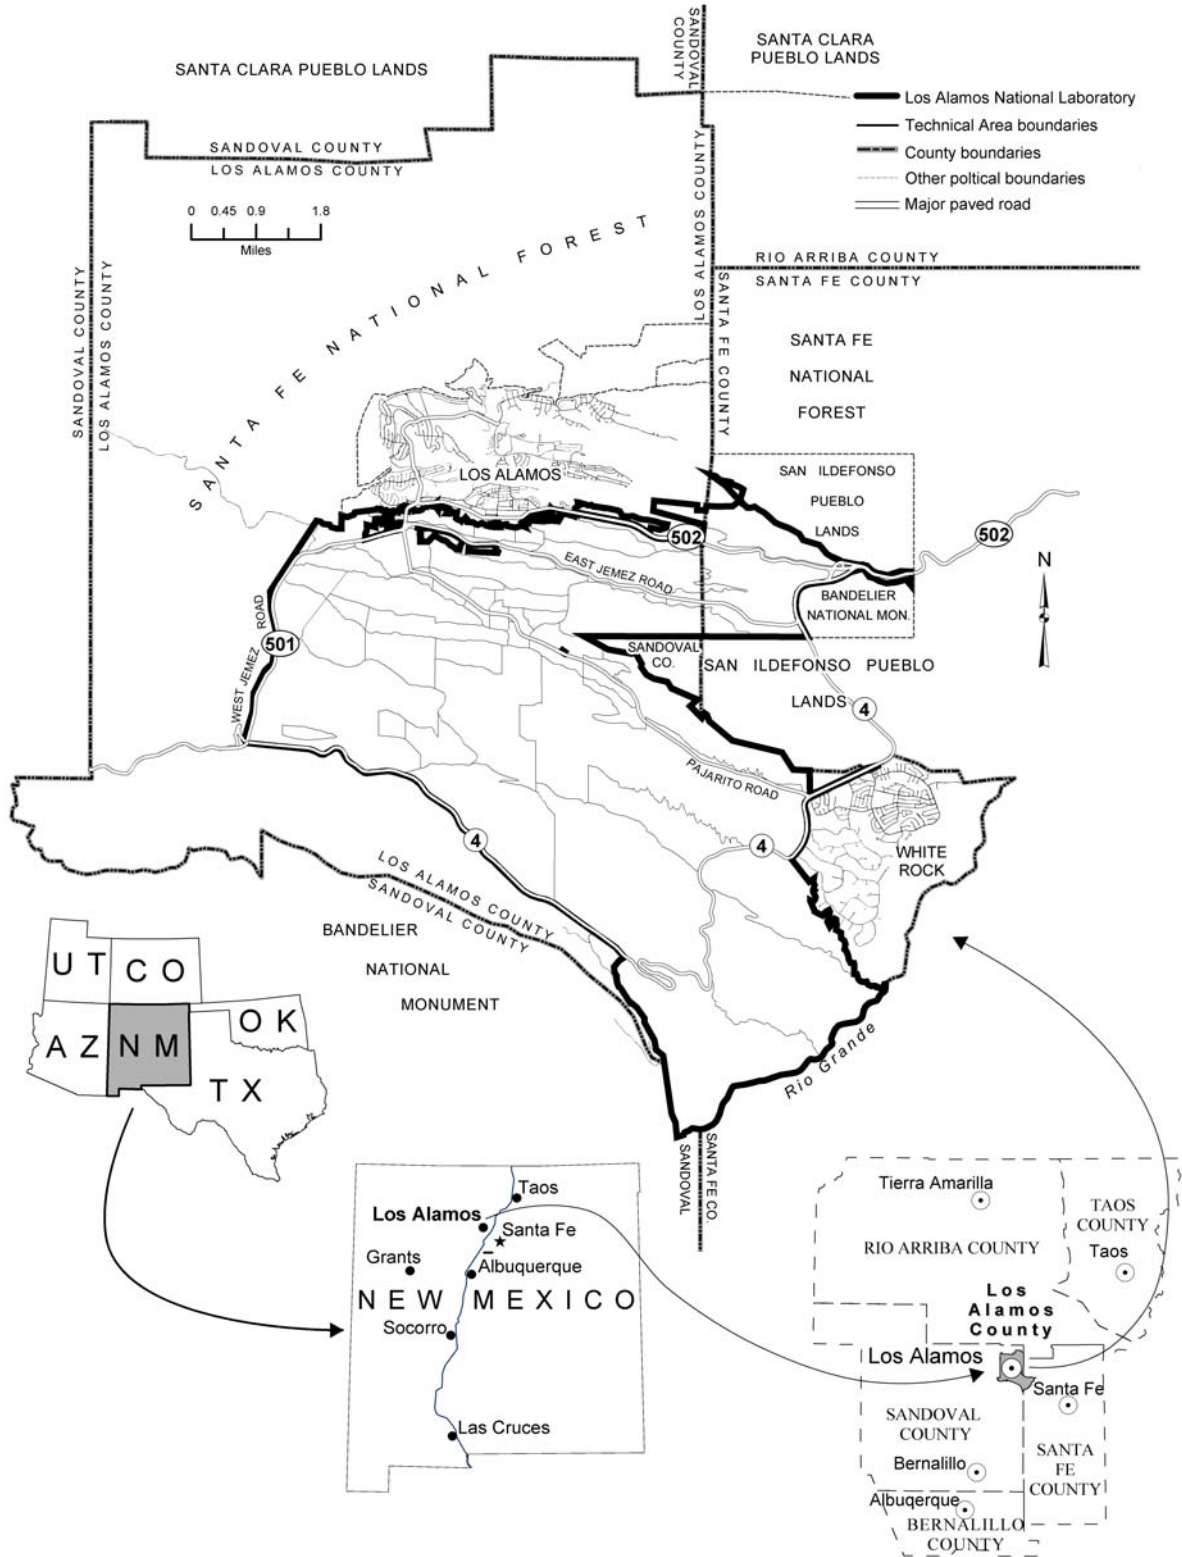 SANTA CLARA PUEBLO LANDS
SANDOVAL
COUNTY
SANTA CLARA
PUEBLO LANDS
Los Alamos National Laboratory
Technical Area boundaries
County boundaries
Other poltical boundaries
Major paved road
SANDOVAL COUNTY
LOS ALAMOS COUNTY
0 0.45 0.9 1.8
Miles
LOS ALAMOS COUNTY
SANTA FE COUNTY
RIO ARRIBA COUNTY
SANTA FE COUNTY
SANDOVAL COUNTY
LOS ALAMOS COUNTY
SANTA FE NATIONAL FOREST
SANTA FE
NATIONAL
FOREST
LOS ALAMOS
SAN ILDEFONSO
PUEBLO
LANDS
502
502
EAST JEMEZ ROAD
BANDELIER
NATIONAL MON.
N
501
WEST JEMEZ ROAD
SANDOVAL
CO.
SAN ILDEFONSO PUEBLO
LANDS
4
PAJARITO ROAD
4
4
WHITE
ROCK
LOS ALAMOS COUNTY
SANDOVAL COUNTY
BANDELIER
NATIONAL
MONUMENT
Rio Grande
SANDOVAL
SANTA FE CO.
UT
CO
AZ
NM
OK
TX
Taos
Los Alamos
Santa Fe
Grants
Albuquerque
NEW MEXICO
Socorro
Las Cruces
Tierra Amarilla
TAOS
COUNTY
RIO ARRIBA COUNTY
Taos
Los
Alamos
County
Los Alamos
Santa Fe
SANDOVAL
COUNTY
SANTA
FE
COUNTY
Bernalillo
Albuqerque
BERNALILLO
COUNTY